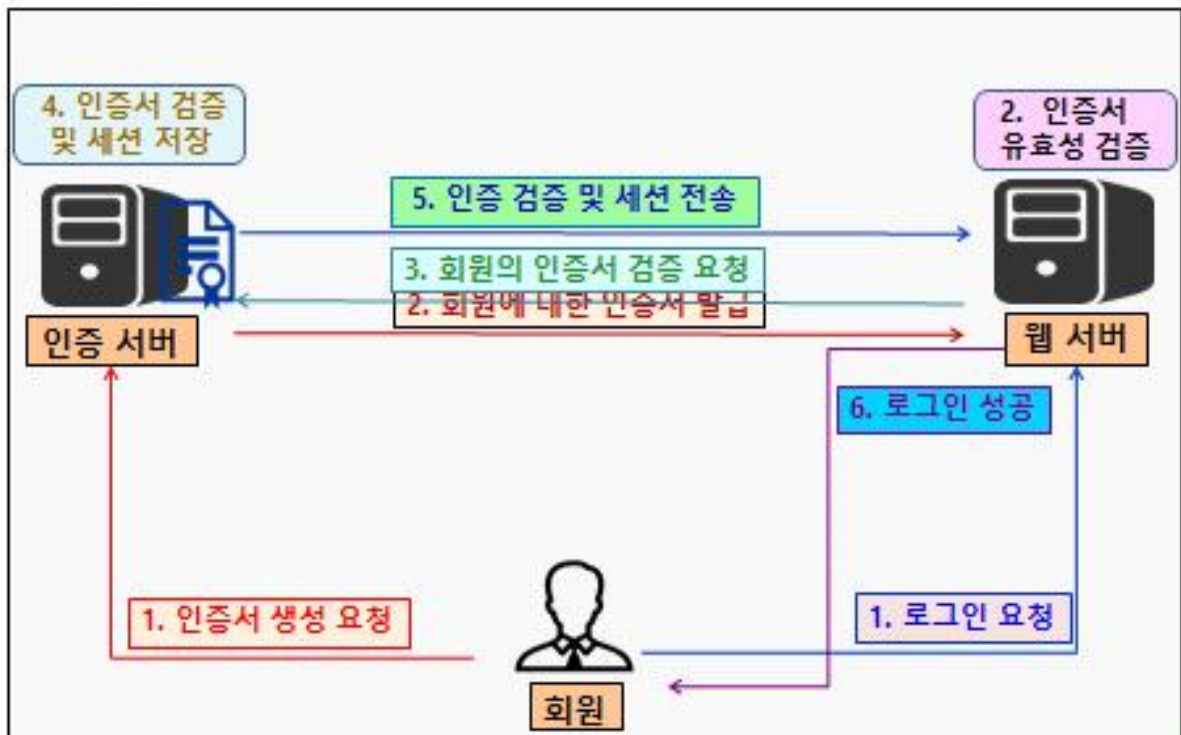 4. 인증서 검증
및 세션 저장
2. 인증서
유효성 검증
5. 인증 검증 및 세션 전송
3. 회원의 인증서 검증 요청
2. 회원에 대한 인증서 발급
인증 서버
웹 서버
6. 로그인 성공
1. 인증서 생성 요청
1. 로그인 요청
회원